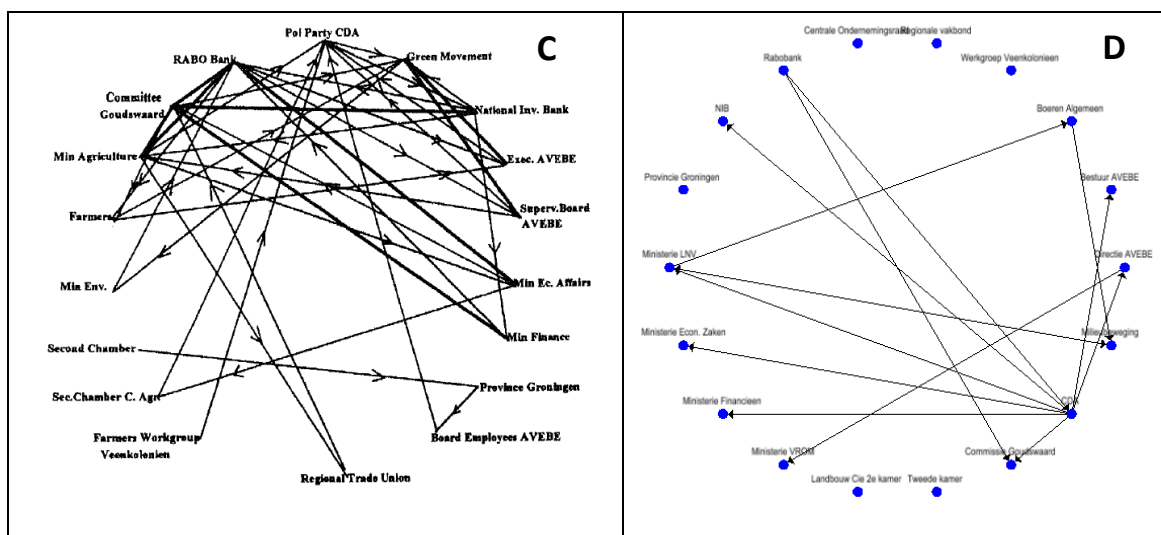 Pol Party CDA
C
RABO Bank
Green Movement
Committee
Goudswaard
National Inv. Bank
Min Agriculture
Exec. AVEBE
Farmers
Superv.Board
AVEBE
Min Env.
Min Ec. Affairs
Min Finance
Second Chamber
Province Groningen
Sec.Chamber C. Agr
Farmers Workgroup
Veenkolonien
Board Employees AVEBE
Regional Trade Union
D
Centrale Ondernemingsraad
Regionale vakbond
Rabobank
Werkgroep Veenkolonieen
NIB
Boeren Algemeen
Provincie Groningen
Bestuur AVEBE
Ministerie LNV
Directie AVEBE
Ministerie Econ. Zaken
Milieubeweging
Ministerie Financieen
CDA
Ministerie VROM
Commissie Goudswaard
Landbouw Cie 2e kamer
Tweede kamer